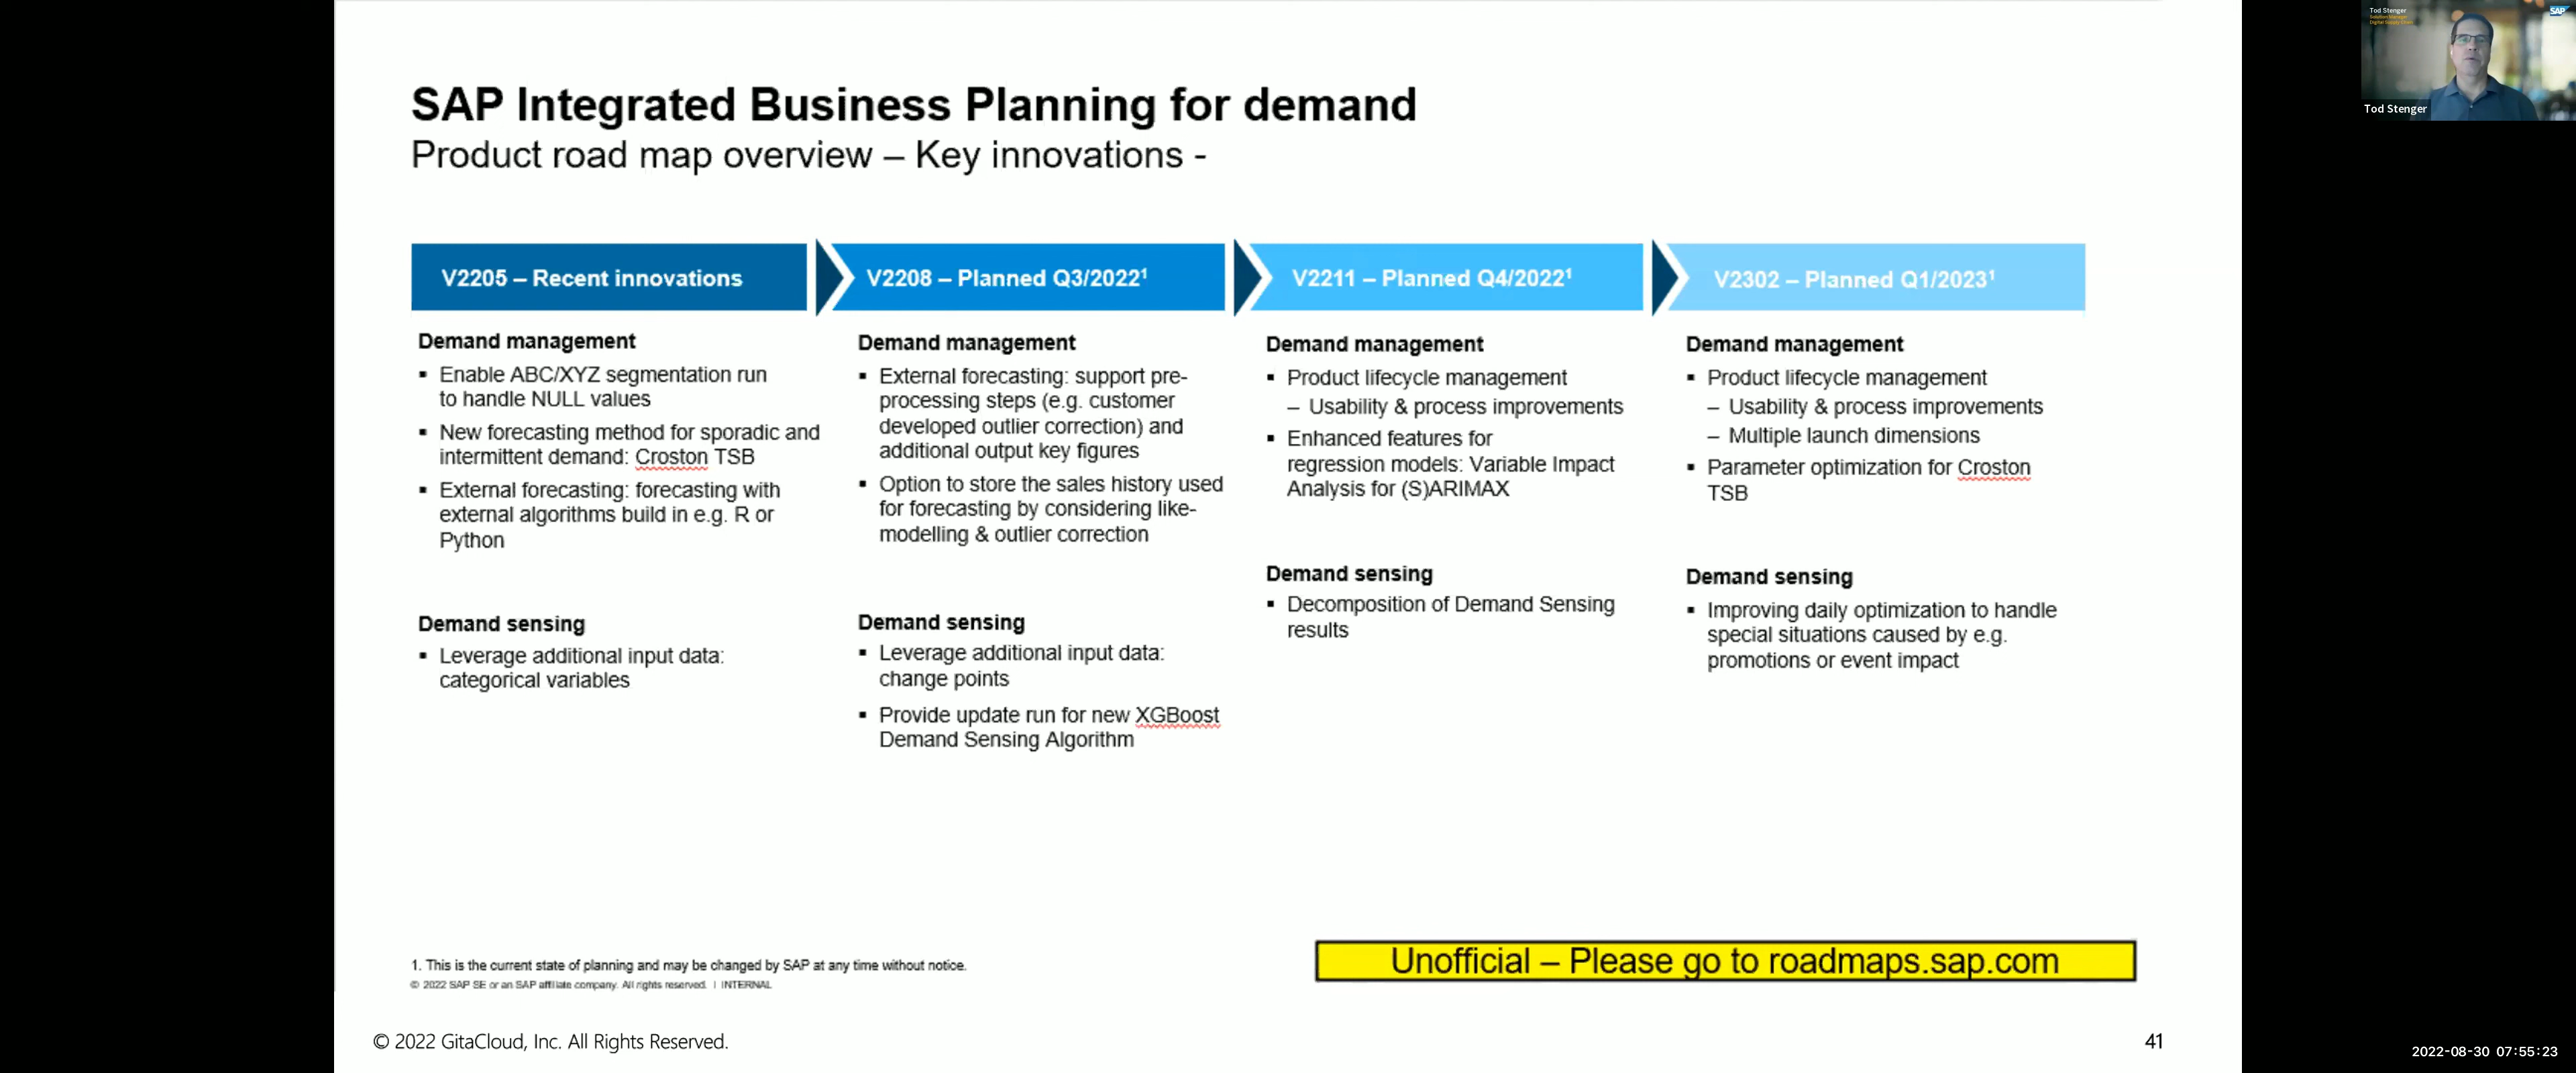 SAP Integrated Business Planning for demand
Product road map overview – Key innovations -
V2205 – Recent innovations
Demand management
▪ Enable ABC/XYZ segmentation run
to handle NULL values
▪ New forecasting method for sporadic and
intermittent demand: Croston TSB
▪ External forecasting: forecasting with
external algorithms build in e.g. R or
Python
Demand sensing
▪ Leverage additional input data:
categorical variables
V2208 – Planned Q3/2022¹
Demand management
▪ External forecasting: support pre-
processing steps (e.g. customer
developed outlier correction) and
additional output key figures
▪ Option to store the sales history used
for forecasting by considering like-
modelling & outlier correction
Demand sensing
▪ Leverage additional input data:
change points
▪ Provide update run for new XGBoost
Demand Sensing Algorithm
V2211 – Planned Q4/2022¹
Demand management
▪ Product lifecycle management
– Usability & process improvements
▪ Enhanced features for
regression models: Variable Impact
Analysis for (S)ARIMAX
Demand sensing
▪ Decomposition of Demand Sensing
results
V2302 – Planned Q1/2023¹
Demand management
▪ Product lifecycle management
– Usability & process improvements
– Multiple launch dimensions
▪ Parameter optimization for Croston
TSB
Demand sensing
▪ Improving daily optimization to handle
special situations caused by e.g.
promotions or event impact
1. This is the current state of planning and may be changed by SAP at any time without notice.
© 2022 SAP SE or an SAP affiliate company. All rights reserved. | INTERNAL
Unofficial – Please go to roadmaps.sap.com
© 2022 GitaCloud, Inc. All Rights Reserved.
41
Tod Stenger
Solution Manager
Digital Supply Chain
SAP
Tod Stenger
2022-08-30 07:55:23